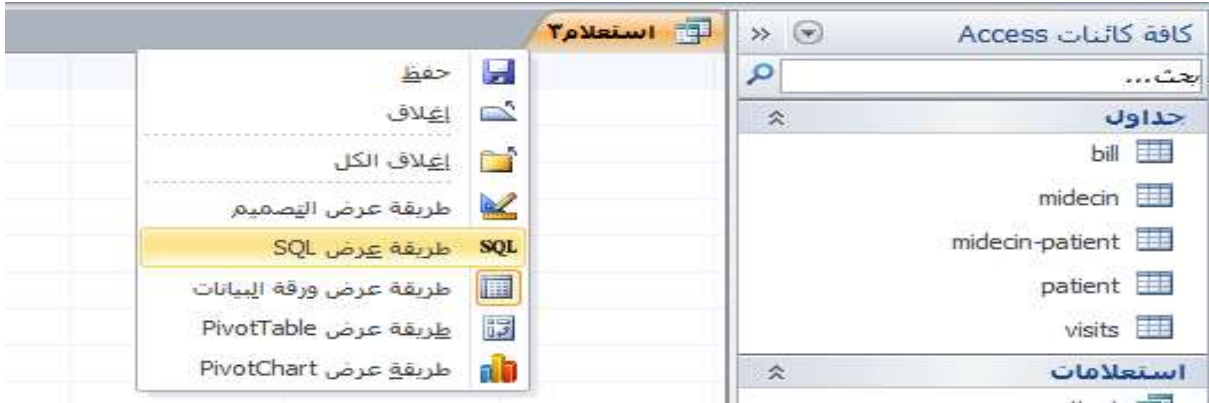 كافة كائنات Access
بحث...
جداول
bill
midecin
midecin-patient
patient
visits
استعلامات
استعلام٣
حفظ
إغلاق
إغلاق الكل
طريقة عرض التصميم
SQL طريقة عرض SQL
طريقة عرض ورقة البيانات
طريقة عرض PivotTable
طريقة عرض PivotChart